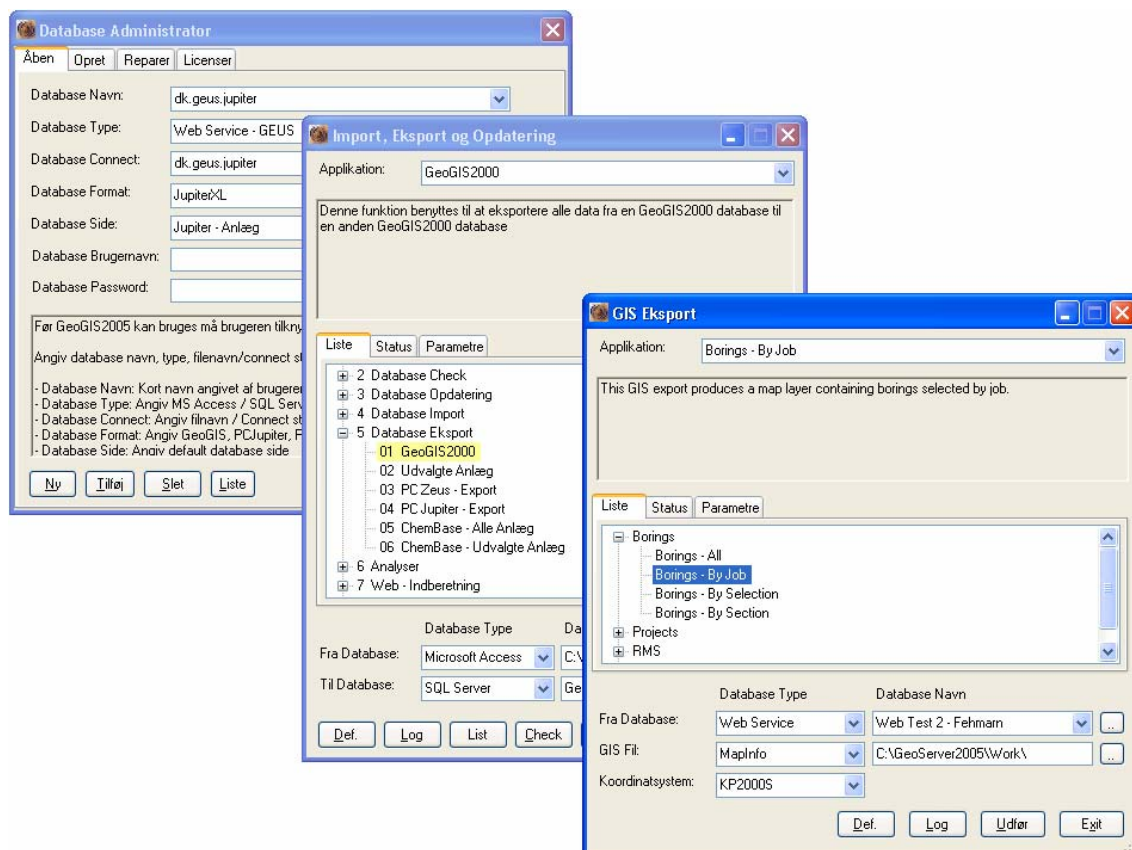 Database Administrator
Åben Opret Reparer Licenser
Database Navn: dk.geus.jupiter
Database Type: Web Service - GEUS
Database Connect: dk.geus.jupiter
Database Format: JupiterXL
Database Side: Jupiter - Anlæg
Database Brugernavn:
Database Password:
Før GeoGIS2005 kan bruges må brugeren tilkny
Angiv database navn, type, filenavn/connect st
- Database Navn: Kort navn angivet af brugere
- Database Type: Angiv MS Access / SQL Serv
- Database Connect: Angiv filnavn / Connect st
- Database Format: Angiv GeoGIS, PCJupiter, F
- Database Side: Angiv default database side
Ny Tilføj Slet Liste
Import, Eksport og Opdatering
Applikation: GeoGIS2000
Denne funktion benyttes til at eksportere alle data fra en GeoGIS2000 database til
en anden GeoGIS2000 database
Liste Status Parametre
2 Database Check
3 Database Opdatering
4 Database Import
5 Database Eksport
01 GeoGIS2000
02 Udvalgte Anlæg
03 PC Zeus - Export
04 PC Jupiter - Export
05 ChemBase - Alle Anlæg
06 ChemBase - Udvalgte Anlæg
6 Analyser
7 Web - Indberetning
Database Type Da
Fra Database: Microsoft Access C:\
Til Database: SQL Server Ge
Def. Log List Check
GIS Eksport
Applikation: Borings - By Job
This GIS export produces a map layer containing borings selected by job.
Liste Status Parametre
Borings
Borings - All
Borings - By Job
Borings - By Selection
Borings - By Section
Projects
RMS
Database Type Database Navn
Fra Database: Web Service Web Test 2 - Fehmarn ..
GIS Fil: MapInfo C:\GeoServer2005\Work\ ..
Koordinatsystem: KP2000S
Def. Log Udfør Exit